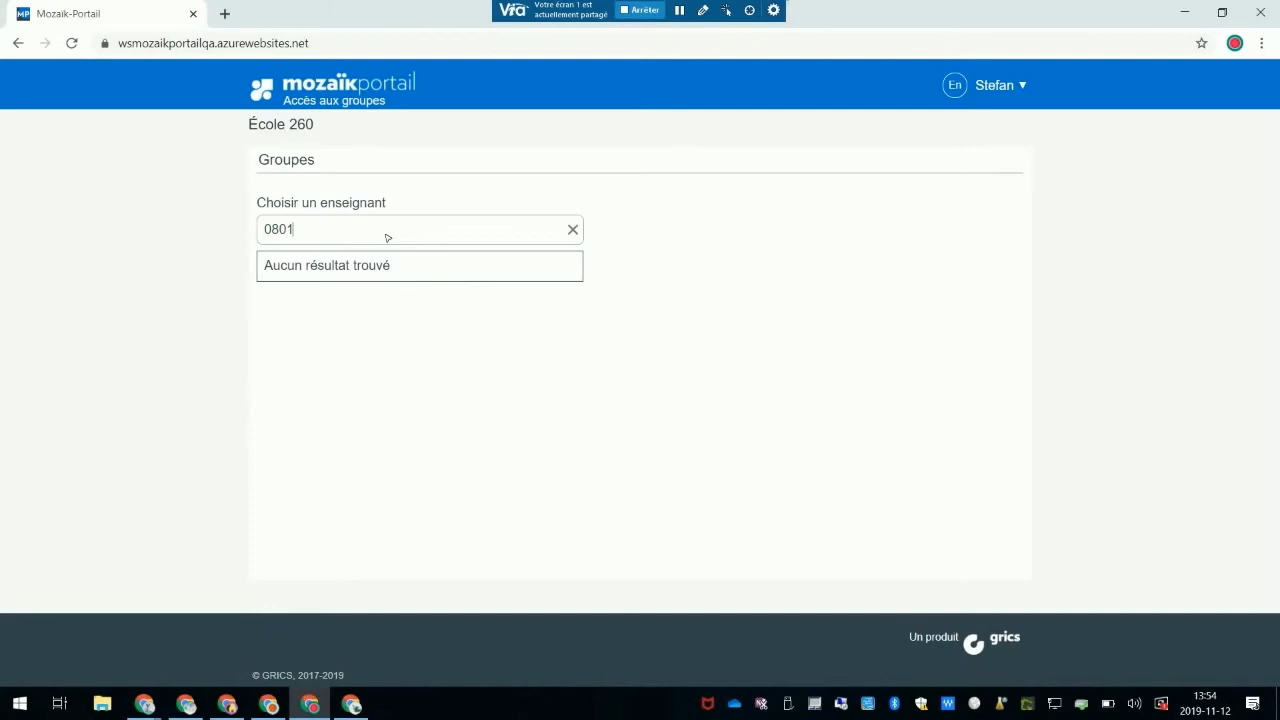 MP Mozaïk-Portail
Votre écran 1 est
actuellement partagé
Arrêter
wsmozaikportailqa.azurewebsites.net
mozaïkportail
Accès aux groupes
En
Stefan
École 260
Groupes
Choisir un enseignant
0801
Aucun résultat trouvé
Un produit grics
© GRICS, 2017-2019
13:54
2019-11-12